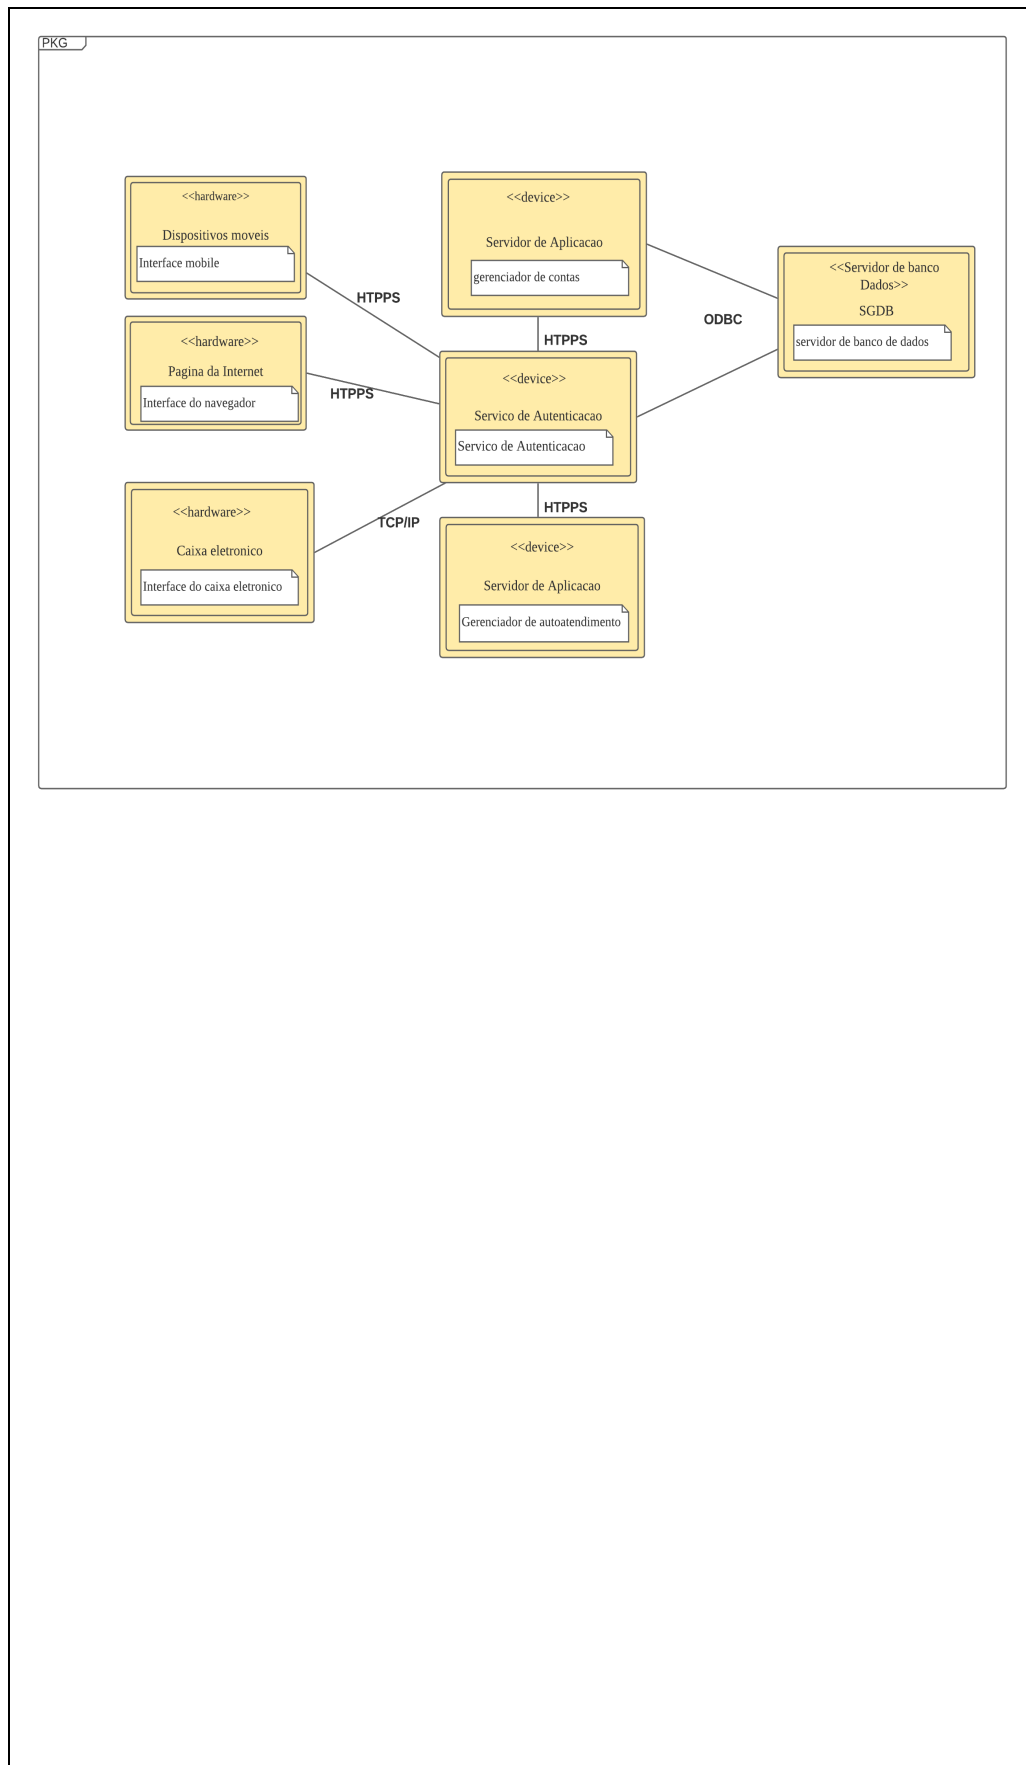 PKG
<<hardware>>
Dispositivos moveis
Interface mobile
HTPPS
<<hardware>>
Pagina da Internet
Interface do navegador
HTPPS
<<hardware>>
Caixa eletronico
Interface do caixa eletronico
TCP/IP
<<device>>
Servidor de Aplicacao
gerenciador de contas
HTPPS
<<device>>
Servico de Autenticacao
Servico de Autenticacao
HTPPS
<<device>>
Servidor de Aplicacao
Gerenciador de autoatendimento
ODBC
<<Servidor de banco
Dados>>
SGDB
servidor de banco de dados